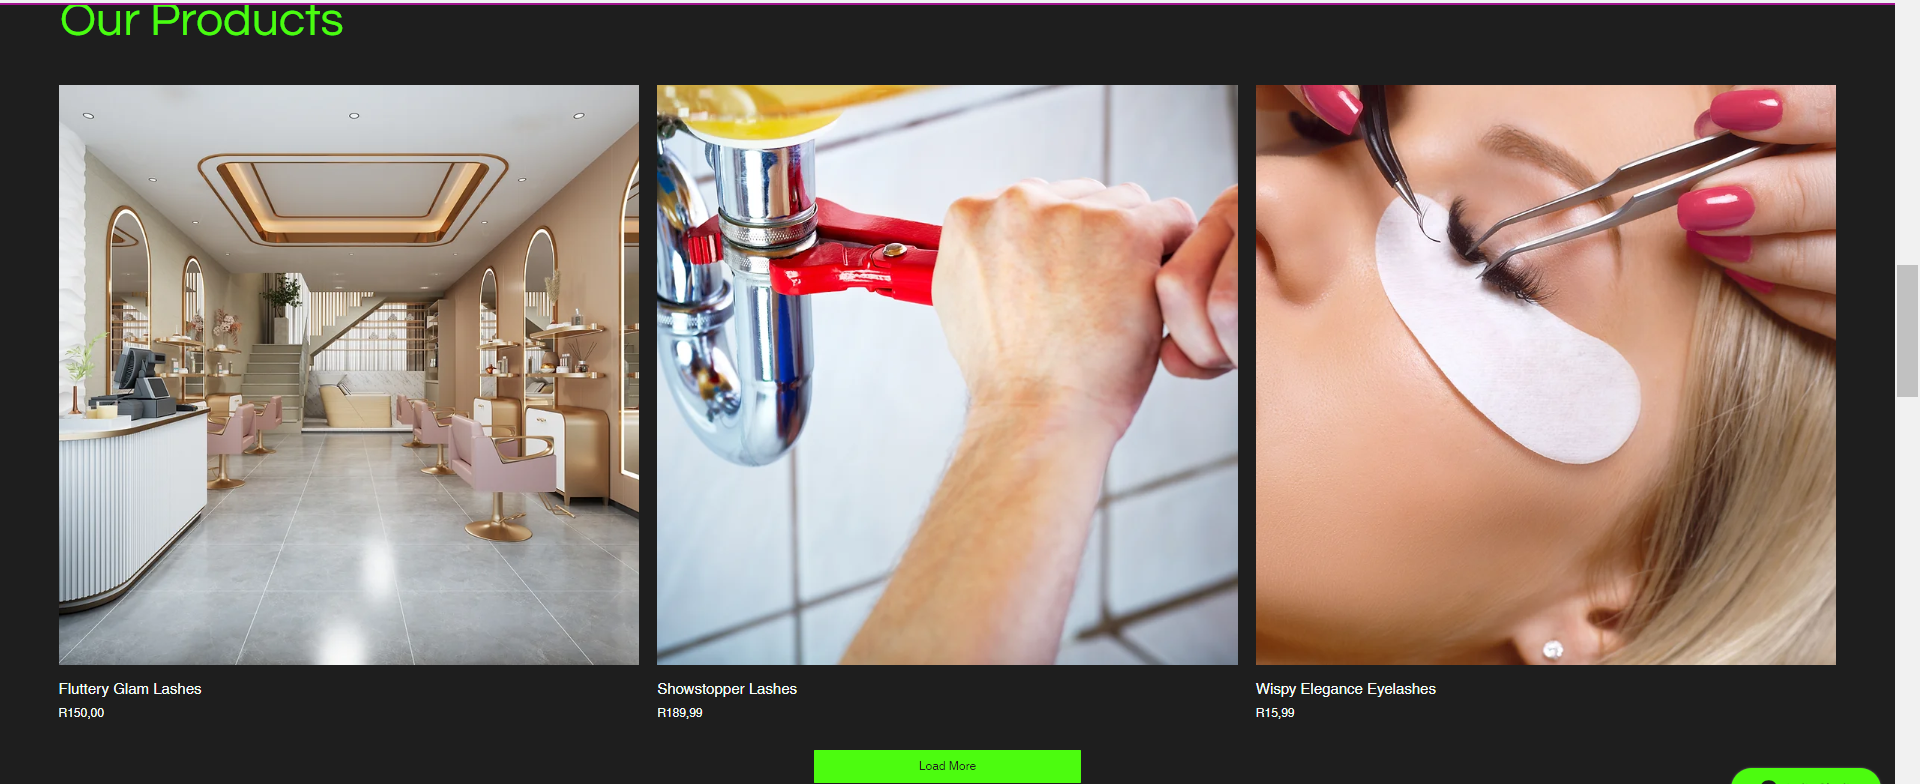 Our Products
Fluttery Glam Lashes
R150,00
Showstopper Lashes
R189,99
Wispy Elegance Eyelashes
R15,99
Load More